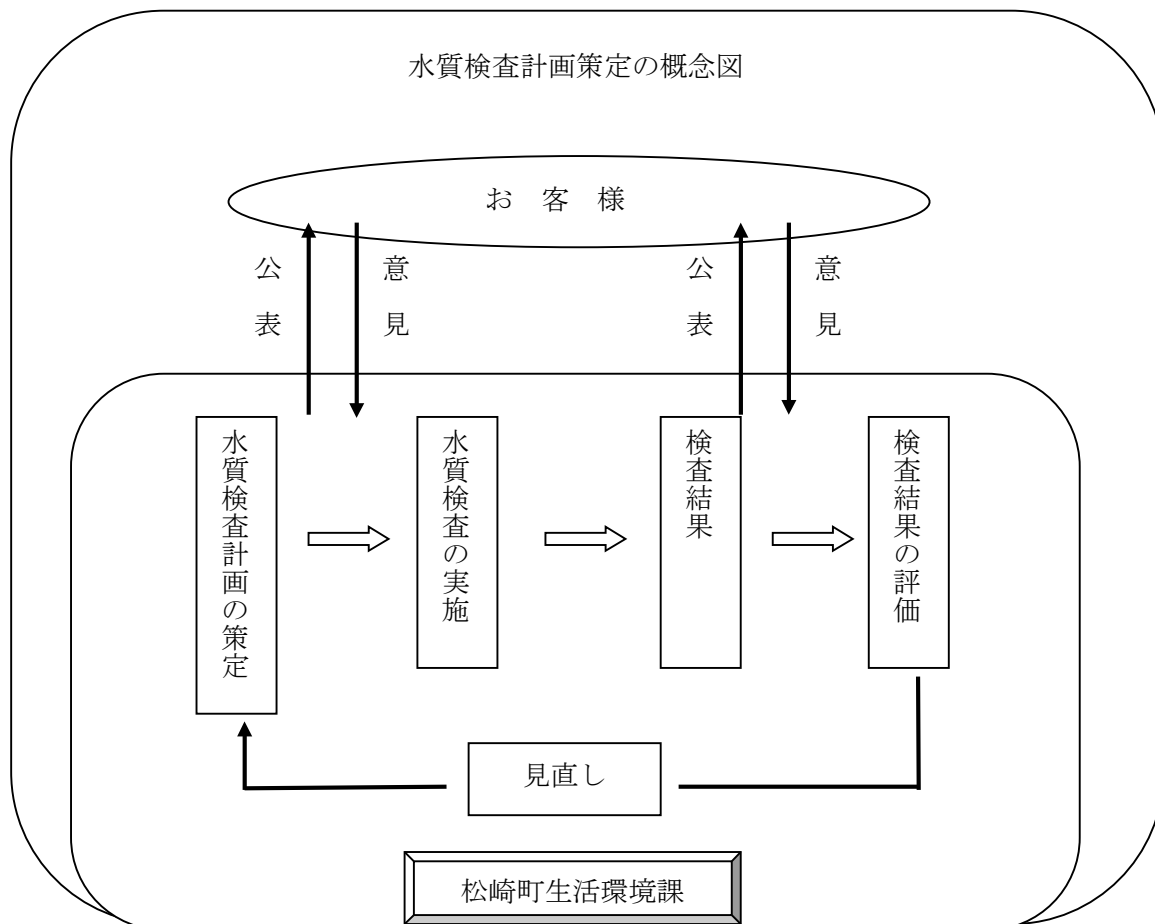 水質検査計画策定の概念図
お 客 様
公表
意見
公表
意見
水質検査計画の策定
水質検査の実施
検査結果
検査結果の評価
見直し
松崎町生活環境課